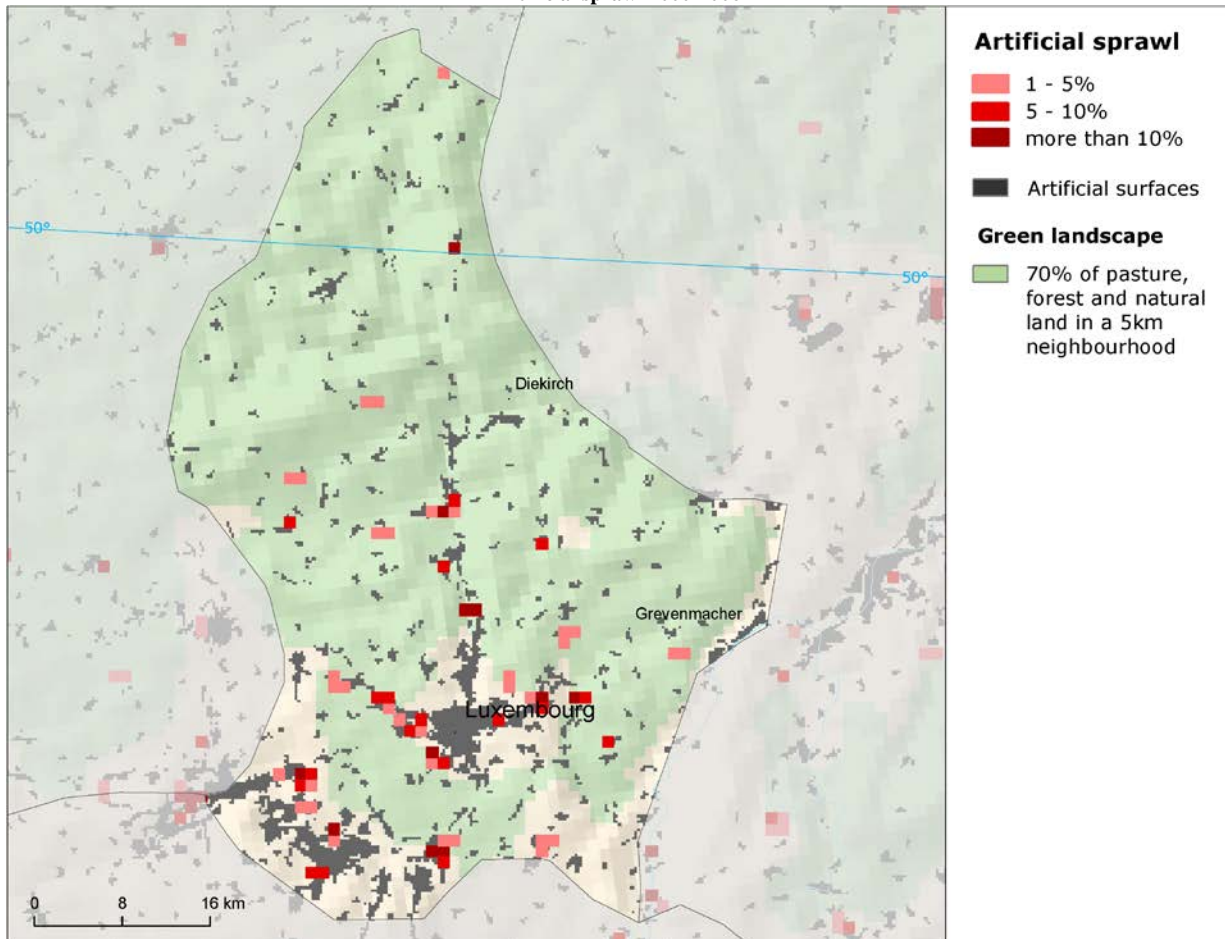 Artificial sprawl
1 - 5%
5 - 10%
more than 10%
Artificial surfaces
Green landscape
70% of pasture,
forest and natural
land in a 5km
neighbourhood
50°
50°
Diekirch
Grevenmacher
Luxembourg
0 8 16 km